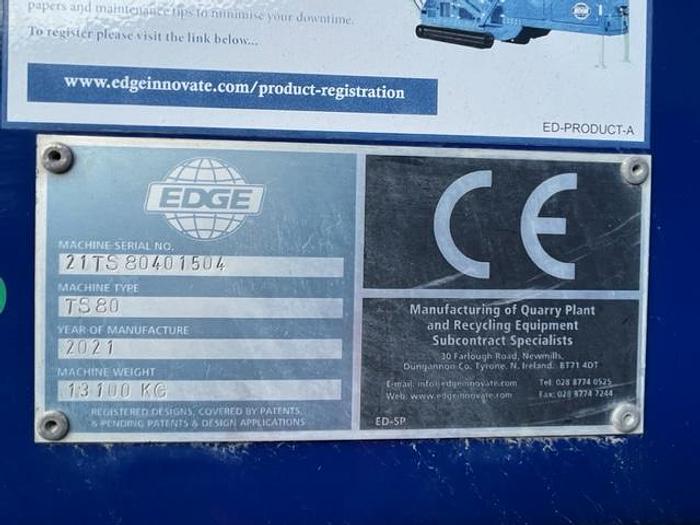 papers and maintenance tips to minimise your downtime.
To register please visit the link below...
www.edgeinnovate.com/product-registration
EDGE
ED-PRODUCT-A
EDGE
MACHINE SERIAL NO.
21TS80401504
MACHINE TYPE
TS80
YEAR OF MANUFACTURE
2021
MACHINE WEIGHT
13100 KG
REGISTERED DESIGNS, COVERED BY PATENTS,
& PENDING PATENTS & DESIGN APPLICATIONS
CE
Manufacturing of Quarry Plant
and Recycling Equipment
Subcontract Specialists
30 Farlough Road, Newmills,
Dungannon Co. Tyrone, N. Ireland. BT71 4DT
E-mail: info@edgeinnovate.com Tel: 028 8774 0525
Web: www.edgeinnovate.com Fax: 028 8774 7244
ED-SP